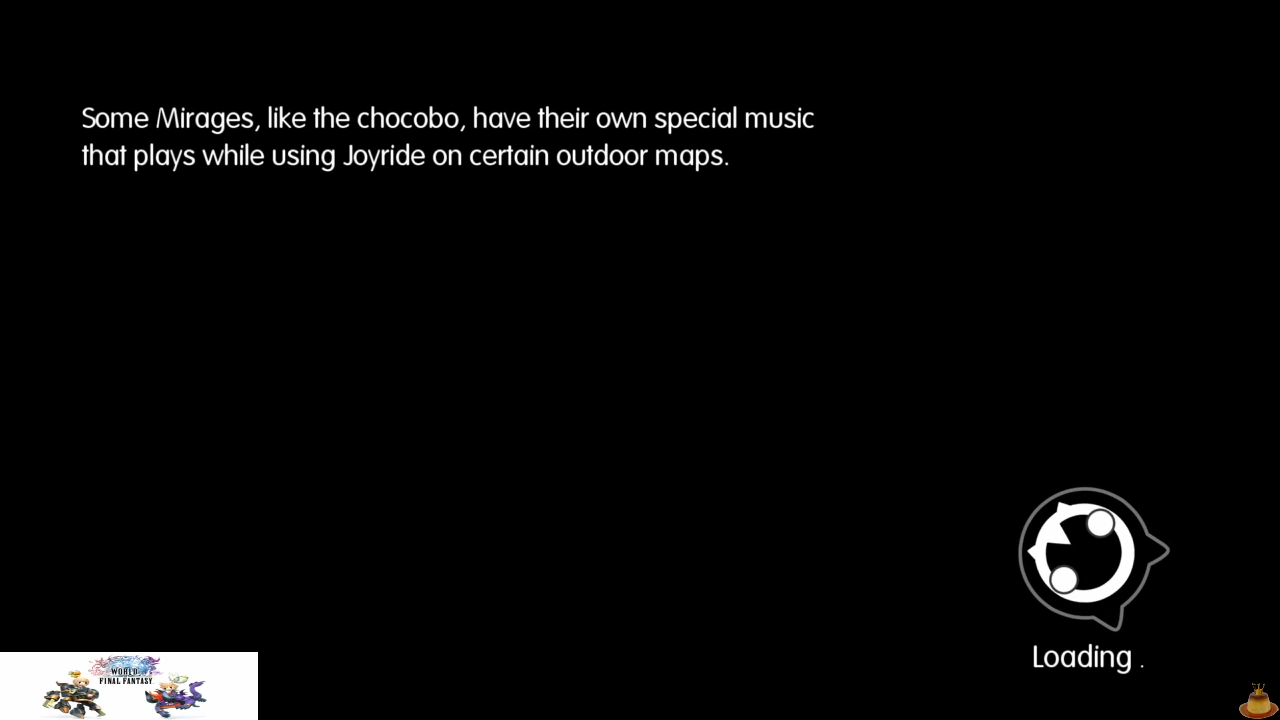 Some Mirages, like the chocobo, have their own special music
that plays while using Joyride on certain outdoor maps.
Loading .
WORLD
FINAL FANTASY